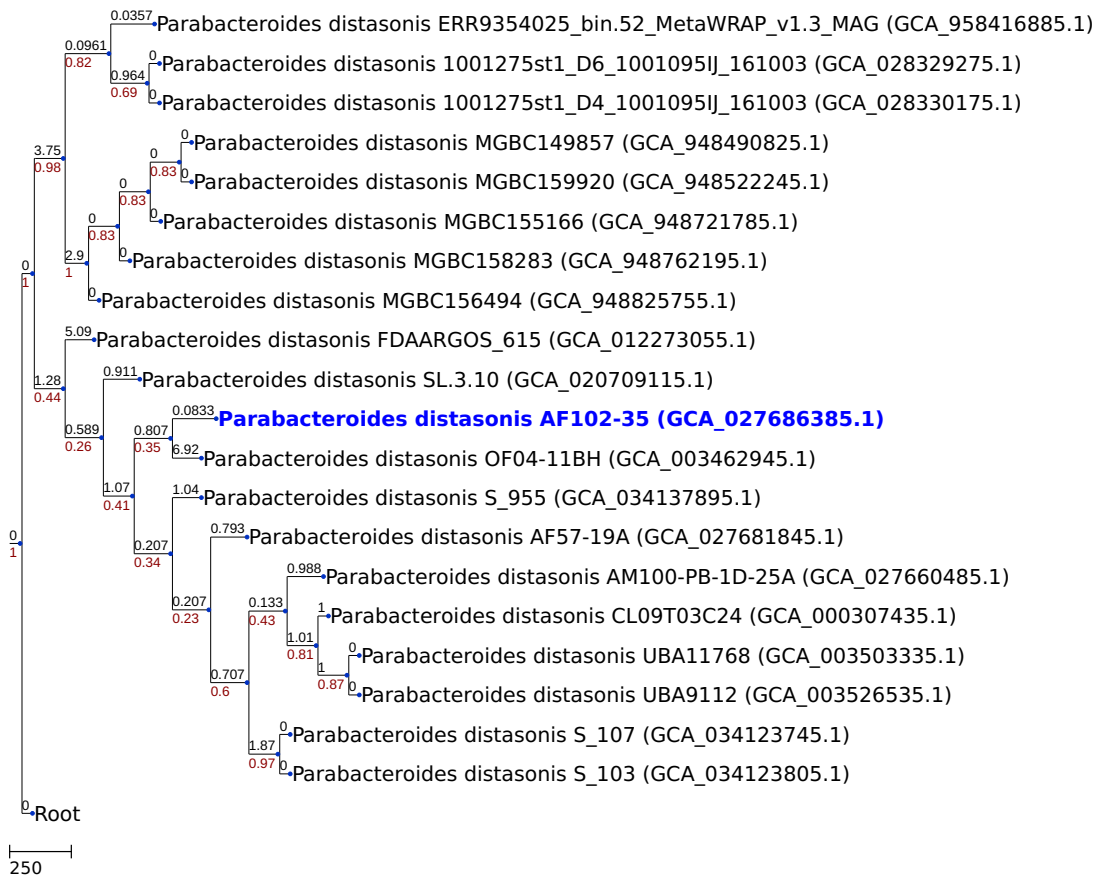 0.0357
Parabacteroides distasonis ERR9354025_bin.52_MetaWRAP_v1.3_MAG (GCA_958416885.1)
0.0961
0.82
0
Parabacteroides distasonis 1001275st1_D6_1001095IJ_161003 (GCA_028329275.1)
0.964
0.69
0
Parabacteroides distasonis 1001275st1_D4_1001095IJ_161003 (GCA_028330175.1)
3.75
0.98
0
Parabacteroides distasonis MGBC149857 (GCA_948490825.1)
0
0.83
0
Parabacteroides distasonis MGBC159920 (GCA_948522245.1)
0
0.83
0
Parabacteroides distasonis MGBC155166 (GCA_948721785.1)
0
0.83
0
Parabacteroides distasonis MGBC158283 (GCA_948762195.1)
2.9
1
0
Parabacteroides distasonis MGBC156494 (GCA_948825755.1)
0
1
5.09
Parabacteroides distasonis FDAARGOS_615 (GCA_012273055.1)
1.28
0.44
0.911
Parabacteroides distasonis SL.3.10 (GCA_020709115.1)
0.589
0.26
0.0833
Parabacteroides distasonis AF102-35 (GCA_027686385.1)
0.807
0.35
6.92
Parabacteroides distasonis OF04-11BH (GCA_003462945.1)
1.07
0.41
1.04
Parabacteroides distasonis S_955 (GCA_034137895.1)
0.207
0.34
0.793
Parabacteroides distasonis AF57-19A (GCA_027681845.1)
0
1
0.988
Parabacteroides distasonis AM100-PB-1D-25A (GCA_027660485.1)
0.207
0.23
0.133
0.43
1
Parabacteroides distasonis CL09T03C24 (GCA_000307435.1)
1.01
0.81
0
Parabacteroides distasonis UBA11768 (GCA_003503335.1)
1
0.87
0
Parabacteroides distasonis UBA9112 (GCA_003526535.1)
0.707
0.6
0
Parabacteroides distasonis S_107 (GCA_034123745.1)
1.87
0.97
0
Parabacteroides distasonis S_103 (GCA_034123805.1)
0
Root
250